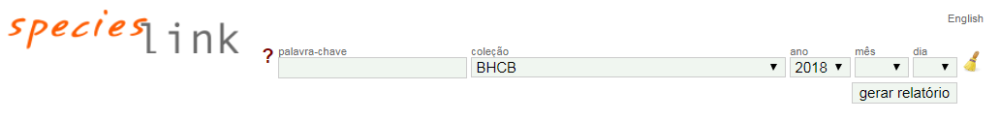 species link
English
? palavra-chave coleção ano mês dia
BHCB 2018
gerar relatório